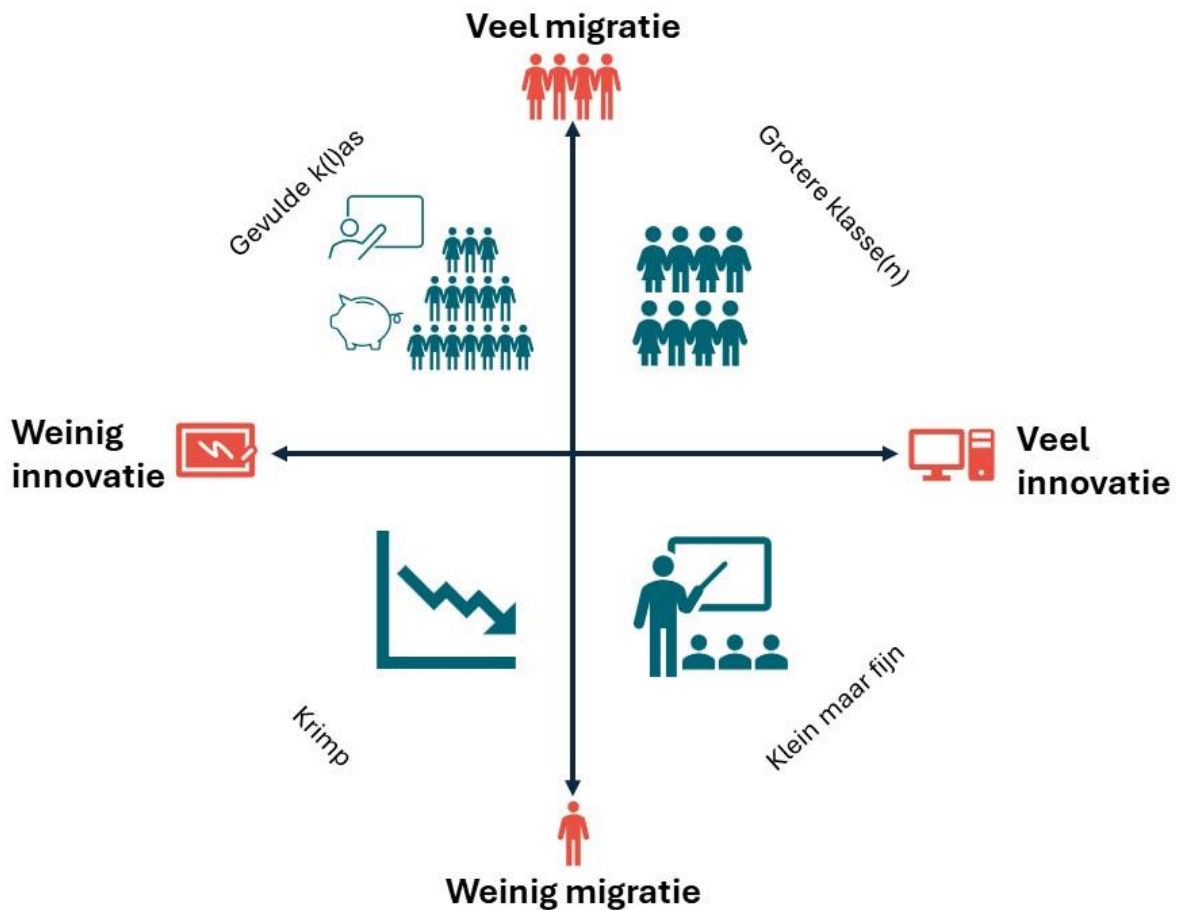 Veel migratie
Gevulde k(l)as
Grotere klasse(n)
Weinig
innovatie
Veel
innovatie
Krimp
Klein maar fijn
Weinig migratie